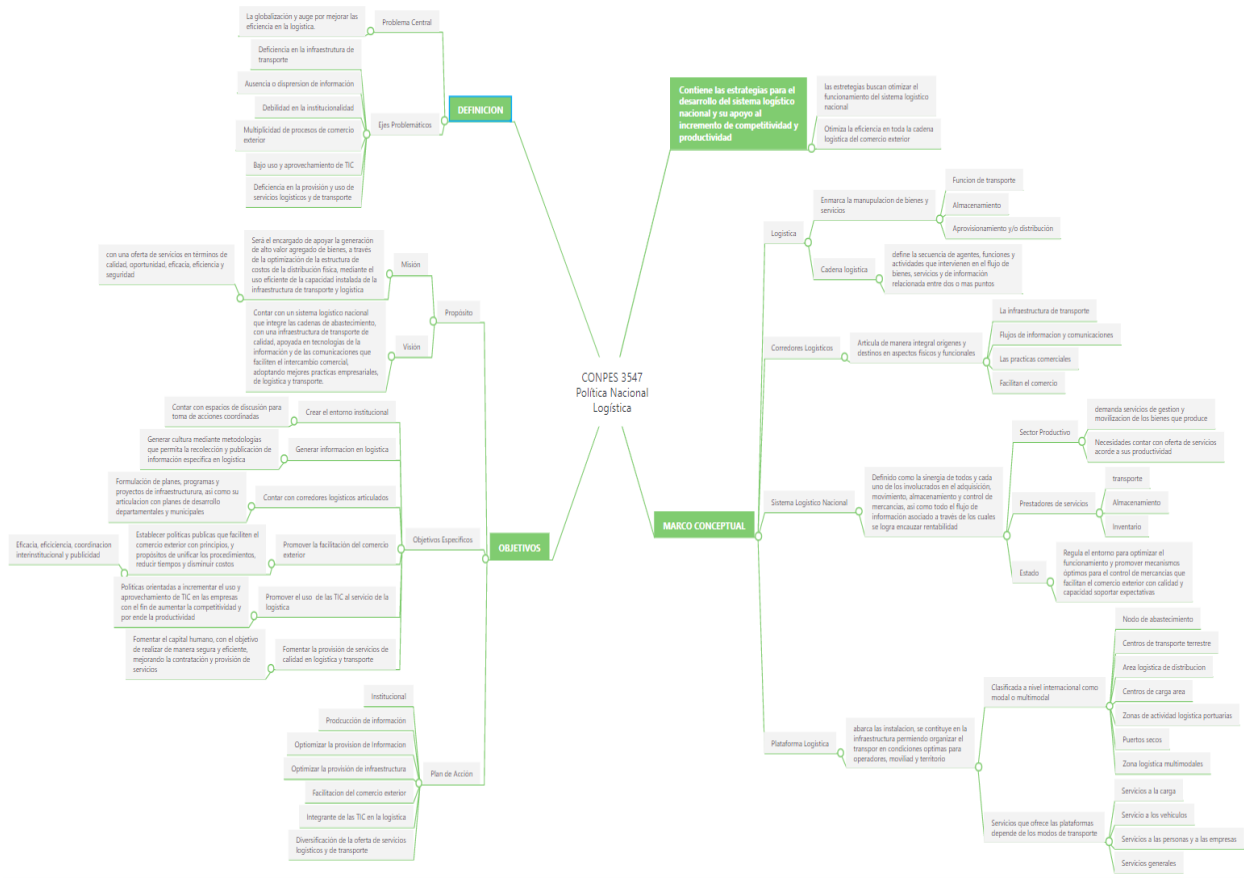 CONPES 3547
Política Nacional
Logística
DEFINICION
Problema Central
La globalización y auge por mejorar las
eficiencia en la logística.
Ejes Problemáticos
Deficiencia en la infraestrutura de
transporte
Ausencia o dispresion de información
Debilidad en la institucionalidad
Multiplicidad de procesos de comercio
exterior
Bajo uso y aprovechamiento de TIC
Deficiencia en la provisión y uso de
servicios logísticos y de transporte
OBJETIVOS
Propósito
Misión
Será el encargado de apoyar la generación
de alto valor agregado de bienes, a través
de la optimización de la estructura de
costos de la distribución física, mediante el
uso eficiente de la capacidad instalada de la
infraestructura de transporte y logística
con una oferta de servicios en términos de
calidad, oportunidad, eficacia, eficiencia y
seguridad
Visión
Contar con un sistema logístico nacional
que integre las cadenas de abastecimiento,
con una infraestructura de transporte de
calidad, apoyada en tecnologías de la
información y de las comunicaciones que
faciliten el intercambio comercial,
adoptando mejores practicas empresariales,
de logística y transporte.
Objetivos Específicos
Crear el entorno institucional
Contar con espacios de discusión para
toma de acciones coordinadas
Generar informacion en logística
Generar cultura mediante metodologías
que permita la recolección y publicación de
información específica en logística
Contar con corredores logísticos articulados
Formulación de planes, programas y
proyectos de infraestructurura, asi como su
articulacion con planes de desarrollo
departamentales y municipales
Promover la facilitación del comercio
exterior
Establecer políticas publicas que faciliten el
comercio exterior con principios, y
propósitos de unificar los procedimientos,
reducir tiempos y disminuir costos
Eficacia, eficiencia, coordinacion
interinstitucional y publicidad
Promover el uso de las TIC al servicio de la
logística
Políticas orientadas a incrementar el uso y
aprovechamiento de TIC en las empresas
con el fin de aumentar la competitividad y
por ende la productividad
Fomentar la provisión de servicios de
calidad en logística y transporte
Fomentar el capital humano, con el objetivo
de realizar de manera segura y eficiente,
mejorando la contratación y provisión de
servicios
Plan de Acción
Institucional
Prodcucción de información
Optiomizar la provision de Informacion
Optimizar la provisión de infraestructura
Facilitacion del comercio exterior
Integrante de las TIC en la logística
Diversificación de la oferta de servicios
logísticos y de transporte
Contiene las estrategias para el
desarrollo del sistema logístico
nacional y su apoyo al
incremento de competitividad y
productividad
las estretegias buscan otimizar el
funcionamiento del sistema logistico
nacional
Otimiza la eficiencia en toda la cadena
logistica del comercio exterior
MARCO CONCEPTUAL
Logistica
Enmarca la manupulacion de bienes y
servicios
Funcion de transporte
Almacenamiento
Aprovisionamiento y/o distribución
Cadena logística
define la secuencia de agentes, funciones y
actividades que intervienen en el flujo de
bienes, servicios y de información
relacionada entre dos o mas puntos
Corredores Logísticos
Articula de manera integral origenes y
destinos en aspectos físicos y funcionales
La infraestructura de transporte
Flujos de informacion y comunicaciones
Las practicas comerciales
Facilitan el comercio
Sistema Logístico Nacional
Definido como la sinergia de todos y cada
uno de los involucrados en el adquisición,
movimiento, almacenamiento y control de
mercancías, así como todo el flujo de
información asociado a través de los cuales
se logra encauzar rentabilidad
Sector Productivo
demanda servicios de gestion y
movilizacion de los bienes que produce
Necesidades contar con oferta de servicios
acorde a sus productividad
Prestadores de servicios
transporte
Almacenamiento
Inventario
Estado
Regula el entorno para optimizar el
funcionamiento y promover mecanismos
óptimos para el control de mercancias que
facilitan el comercio exterior con calidad y
capacidad soportar expectativas
Plataforma Logística
abarca las instalacion, se contituye en la
infraestructura permiendo organizar el
transpor en condiciones optimas para
operadores, moviliad y territorio
Clasificada a nivel internacional como
modal o multimodal
Nodo de abastecimiento
Centros de transporte terrestre
Area logística de distribucion
Centros de carga area
Zonas de actividad logística portuarias
Puertos secos
Zona logística multimodales
Servicios que ofrece las plataformas
depende de los modos de transporte
Servicios a la carga
Servicio a los vehículos
Servicios a las personas y a las empresas
Servicios generales